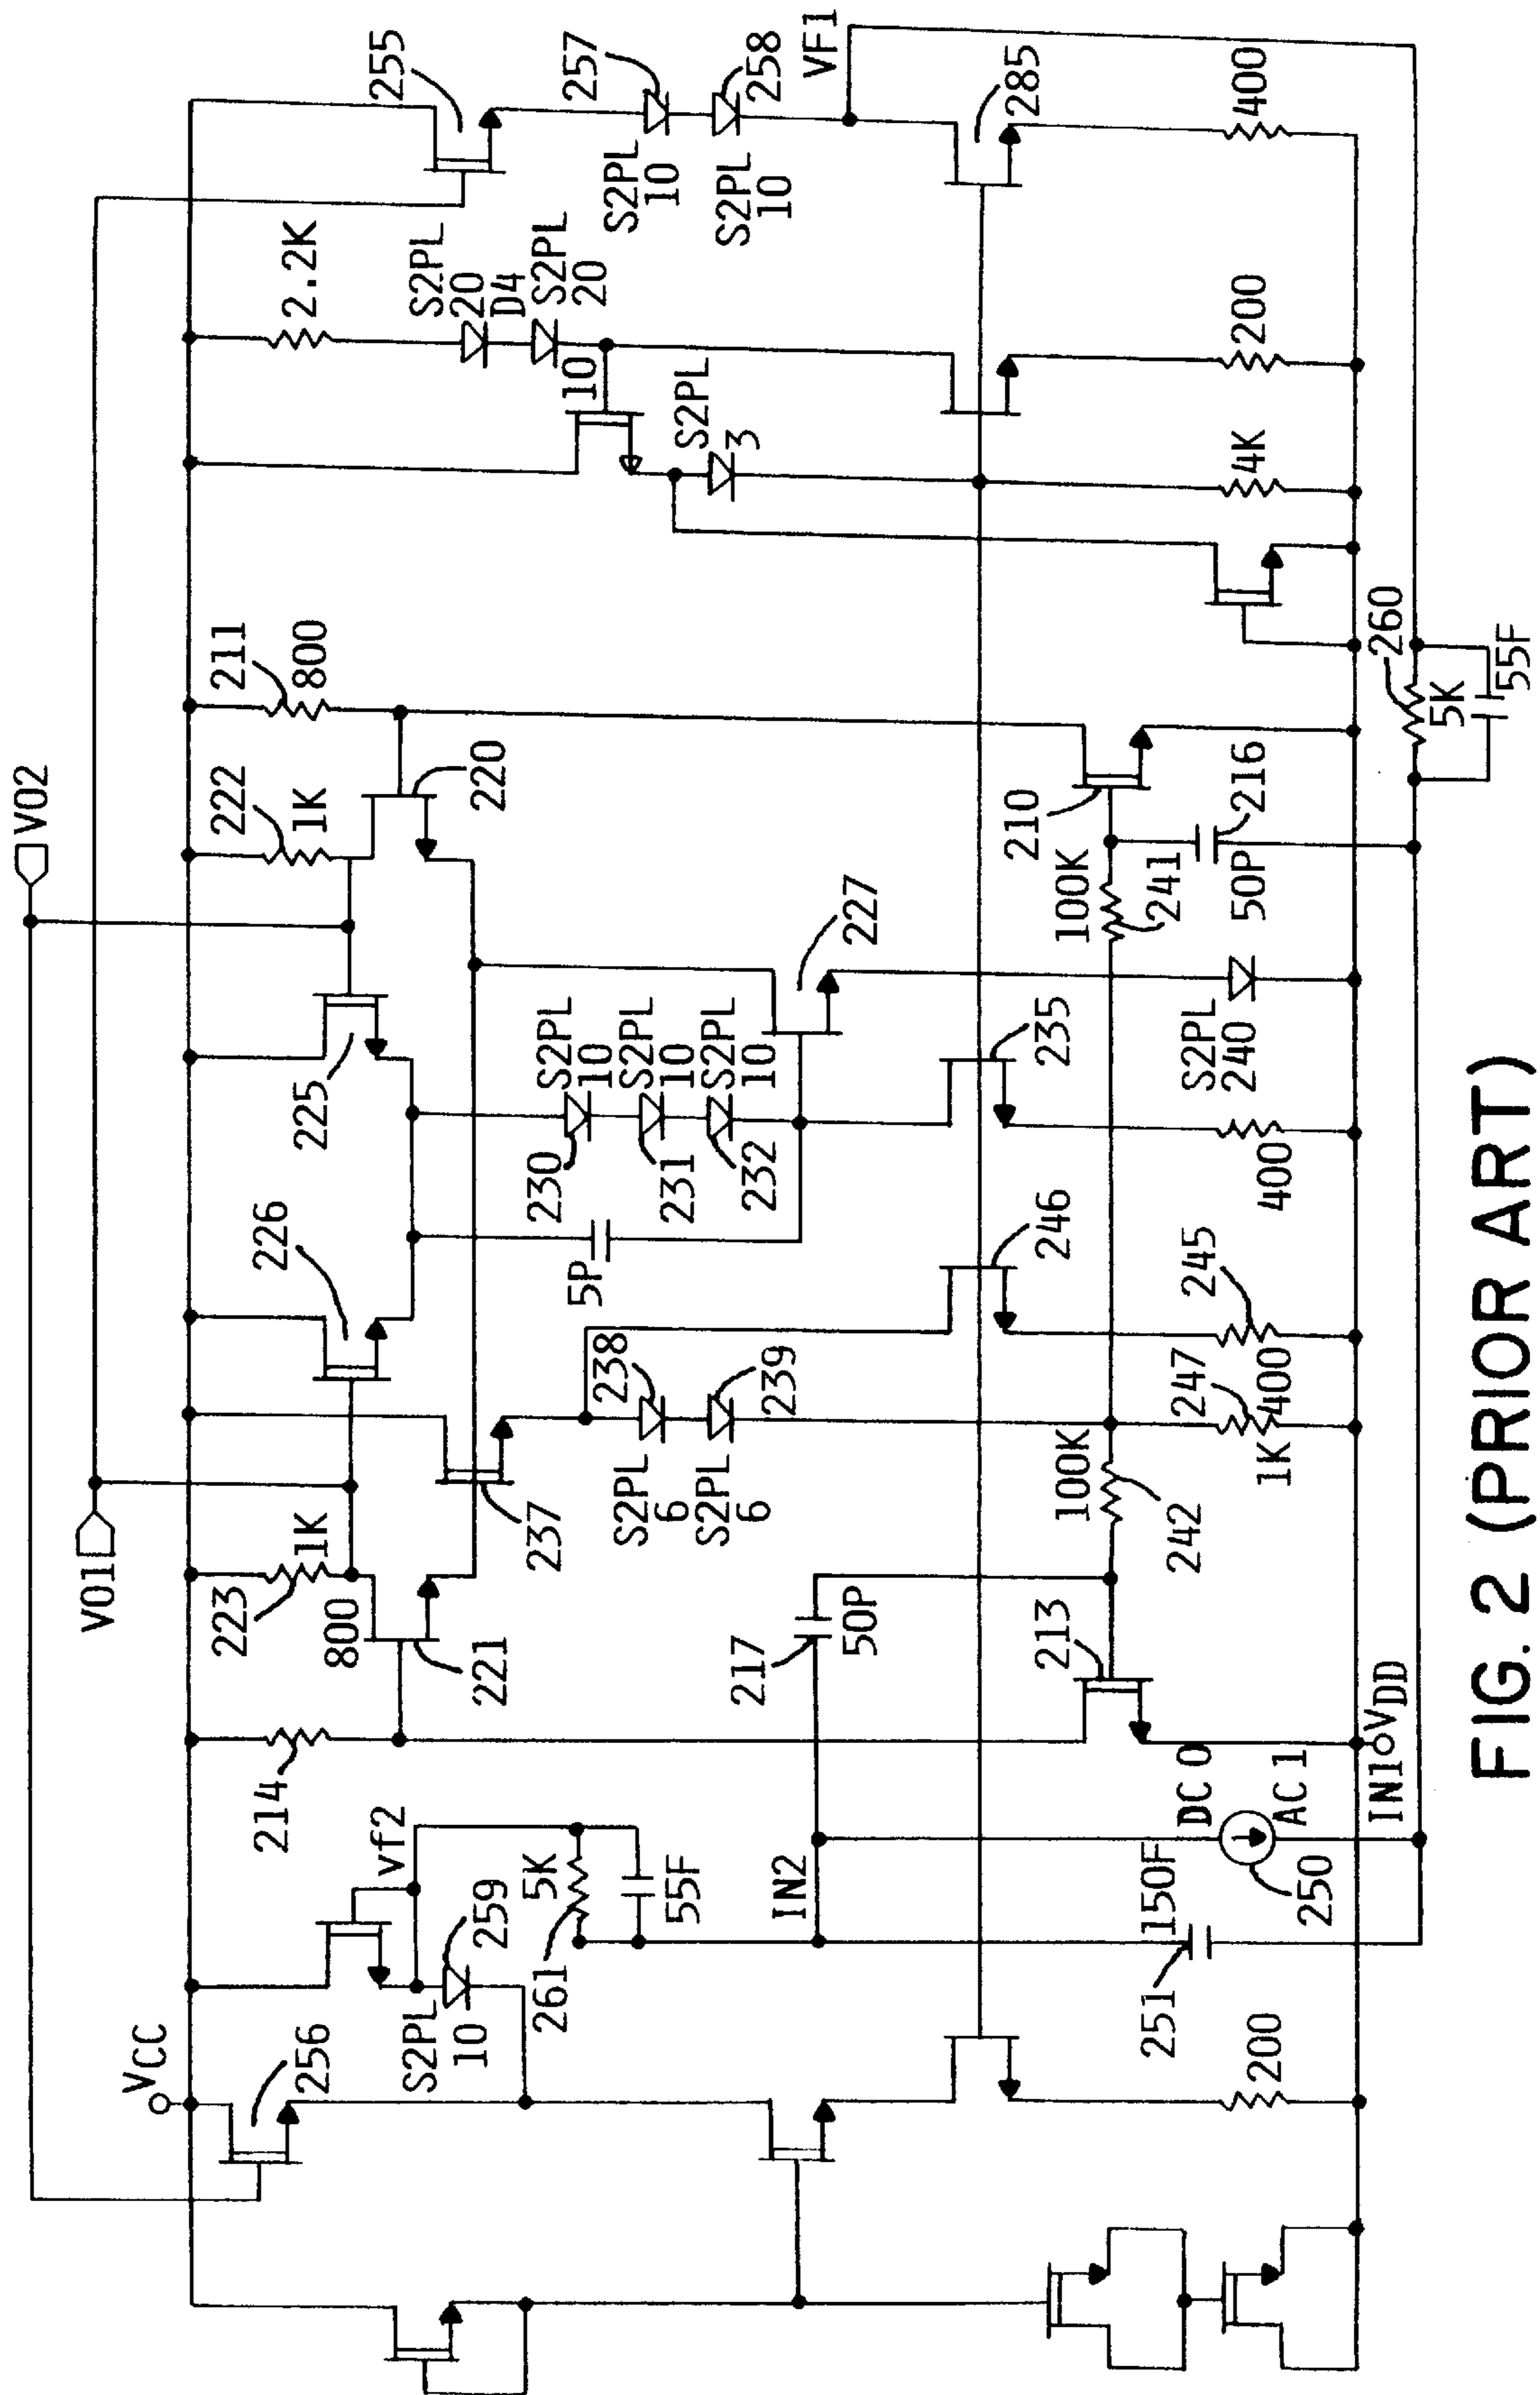 VO2
VO1
VCC
256
vf2
259
S2PL
10
261
5K
55F
214
223
1K
800
221
237
226
225
222
1K
220
211
800
2.2K
S2PL
20
D4
S2PL
20
10
S2PL
3
255
257
258
S2PL
10
S2PL
10
VF1
285
400
200
4K
238
239
S2PL
6
S2PL
6
5P
230
231
232
S2PL
10
S2PL
10
S2PL
10
227
246
235
210
100K
241
216
50P
S2PL
240
400
245
400
247
1K
100K
242
217
50P
213
IN2
DC 0
AC 1
250
150F
251
200
IN1
VDD
260
5K
55F
FIG. 2 (PRIOR ART)